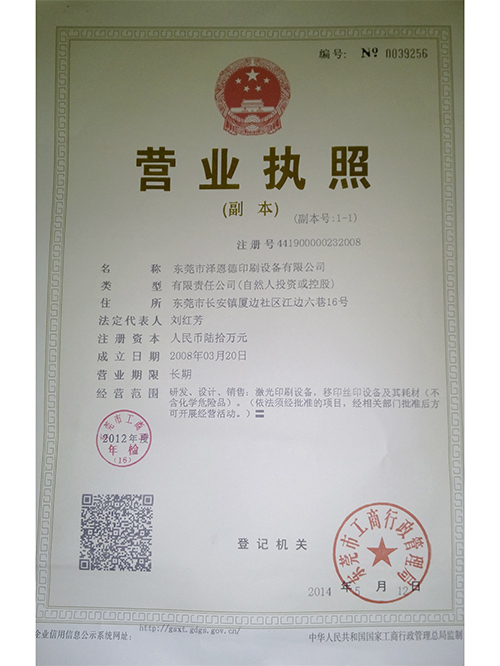 编号: № 0039256
营业执照
(副 本) (副本号:1-1)
注册号441900000232008
名称 东莞市泽恩德印刷设备有限公司
类型 有限责任公司(自然人投资或控股)
住所 东莞市长安镇厦边社区江边六巷16号
法定代表人 刘红芳
注册资本 人民币陆拾万元
成立日期 2008年03月20日
营业期限 长期
经营范围 研发、设计、销售：激光印刷设备，移印丝印设备及其耗材（不
含化学危险品）。（依法须经批准的项目，经相关部门批准后方
可开展经营活动。）
东莞市工商
2012年度
年检
(16)
登记机关
东莞市工商行政管理局
2014 年 5 月 12日
http://gsxt.gdgs.gov.cn/
企业信用信息公示系统网址:
中华人民共和国国家工商行政管理总局监制